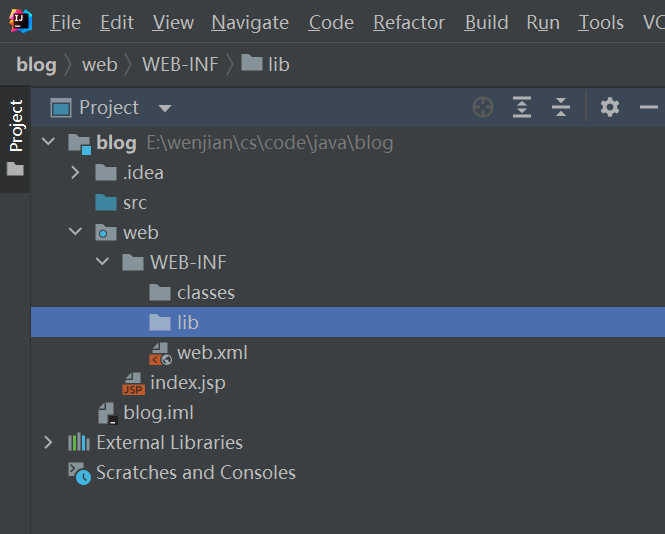 IJ File Edit View Navigate Code Refactor Build Run Tools VC
blog web WEB-INF lib
Project
Project
blog E:\wenjian\cs\code\java\blog
.idea
src
web
WEB-INF
classes
lib
web.xml
JSP index.jsp
blog.iml
External Libraries
Scratches and Consoles